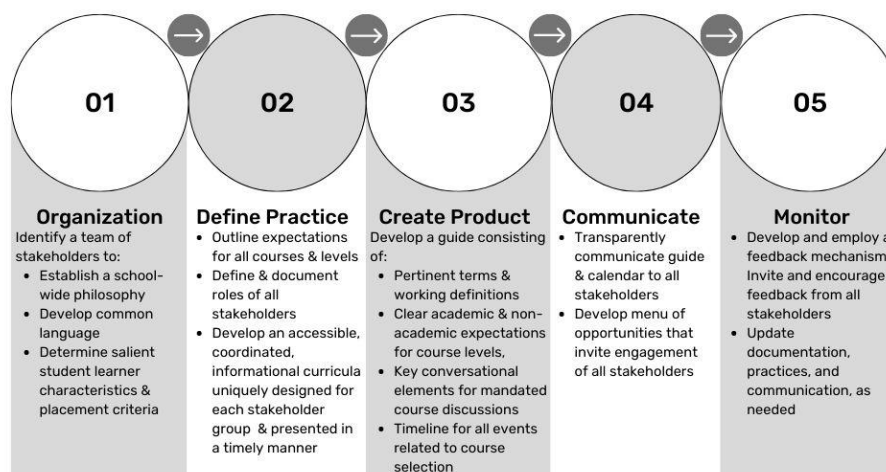 01
02
03
04
05
Organization
Identify a team of
stakeholders to:
• Establish a school-
wide philosophy
• Develop common
language
• Determine salient
student learner
characteristics &
placement criteria
Define Practice
• Outline expectations
for all courses & levels
• Define & document
roles of all
stakeholders
• Develop an accessible,
coordinated,
informational curricula
uniquely designed for
each stakeholder
group & presented in
a timely manner
Create Product
Develop a guide consisting
of:
• Pertinent terms &
working definitions
• Clear academic & non-
academic expectations
for course levels,
• Key conversational
elements for mandated
course discussions
• Timeline for all events
related to course
selection
Communicate
• Transparently
communicate guide
& calendar to all
stakeholders
• Develop menu of
opportunities that
invite engagement
of all stakeholders
Monitor
• Develop and employ a
feedback mechanism
Invite and encourage
feedback from all
stakeholders
• Update
documentation,
practices, and
communication, as
needed